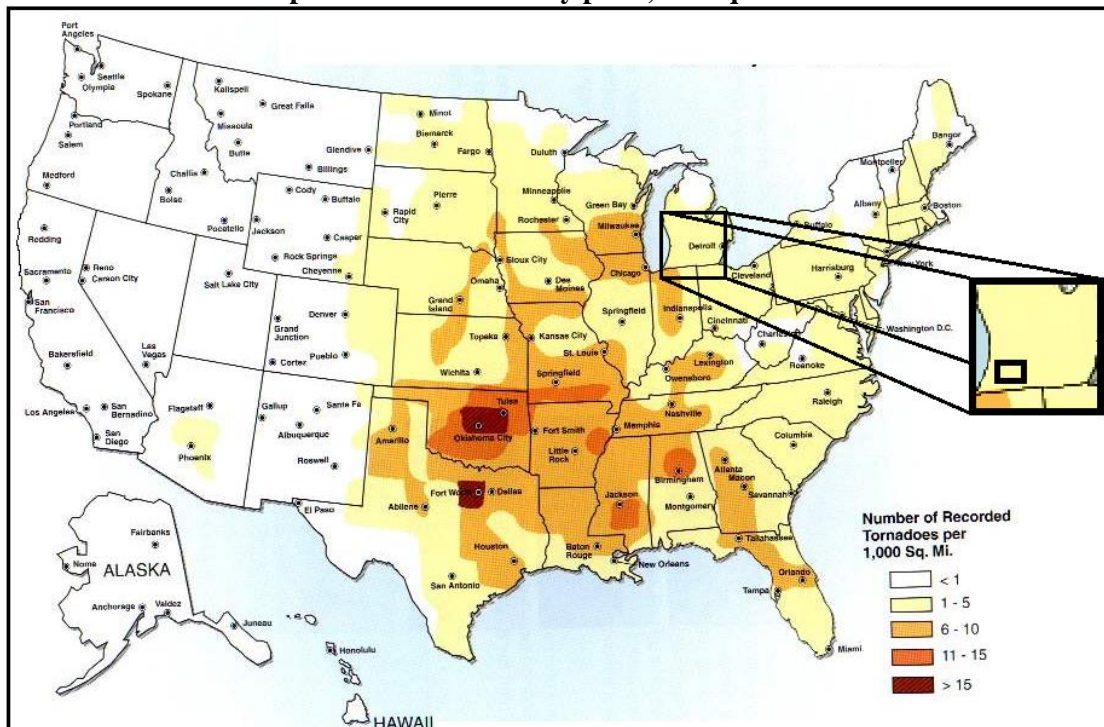 Port
Angeles
Seattle
Olympia
Spokane
Portland
Salem
Medford
Kalispell
Great Falls
Missoula
Butte
Glendive
Billings
Challis
Boise
Pocatello
Cody
Buffalo
Jackson
Casper
Rock Springs
Cheyenne
Minot
Bismarck
Fargo
Duluth
Pierre
Rapid
City
Minneapolis
Rochester
Green Bay
Milwaukee
Detroit
Chicago
Cleveland
Buffalo
Albany
Montpelier
Bangor
Boston
New York
Harrisburg
Washington D.C.
Redding
Reno
Carson City
Sacramento
San
Francisco
Salt Lake City
Las
Vegas
Bakersfield
Los Angeles
San
Bernadino
San
Diego
Denver
Grand
Junction
Pueblo
Cortez
Grand
Island
Omaha
Sioux City
Des
Moines
Topeka
Kansas City
Wichita
Springfield
St. Louis
Springfield
Indianapolis
Cincinnati
Charleston
Lexington
Owensboro
Roanoke
Raleigh
Nashville
Memphis
Flagstaff
Phoenix
Gallup
Santa Fe
Albuquerque
Roswell
El Paso
Amarillo
Tulsa
Oklahoma City
Fort Smith
Little
Rock
Fort Worth
Dallas
Abilene
Houston
San Antonio
Jackson
Baton
Rouge
New Orleans
Birmingham
Montgomery
Atlanta
Macon
Columbia
Savannah
Tallahassee
Orlando
Tampa
Miami
Fairbanks
Nome
ALASKA
Anchorage
Valdez
Juneau
Honolulu
HAWAII
Number of Recorded
Tornadoes per
1,000 Sq. Mi.
< 1
1 - 5
6 - 10
11 - 15
> 15